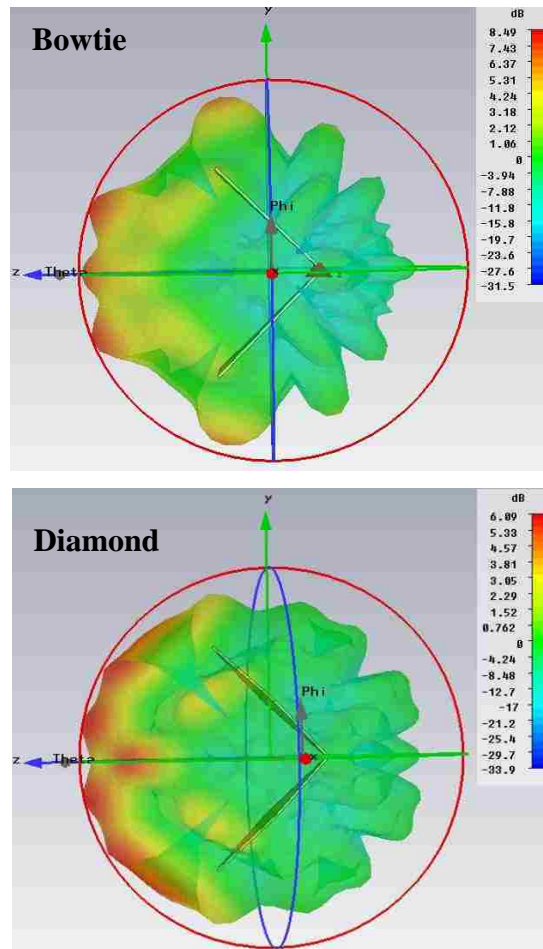 Bowtie
y
dB
8.49
7.43
6.37
5.31
4.24
3.18
2.12
1.06
0
-3.94
-7.88
-11.8
-15.8
-19.7
-23.6
-27.6
-31.5
Phi
z
Theta
Diamond
y
dB
6.09
5.33
4.57
3.81
3.05
2.29
1.52
0.762
0
-4.24
-8.48
-12.7
-17
-21.2
-25.4
-29.7
-33.9
Phi
z
Theta
x